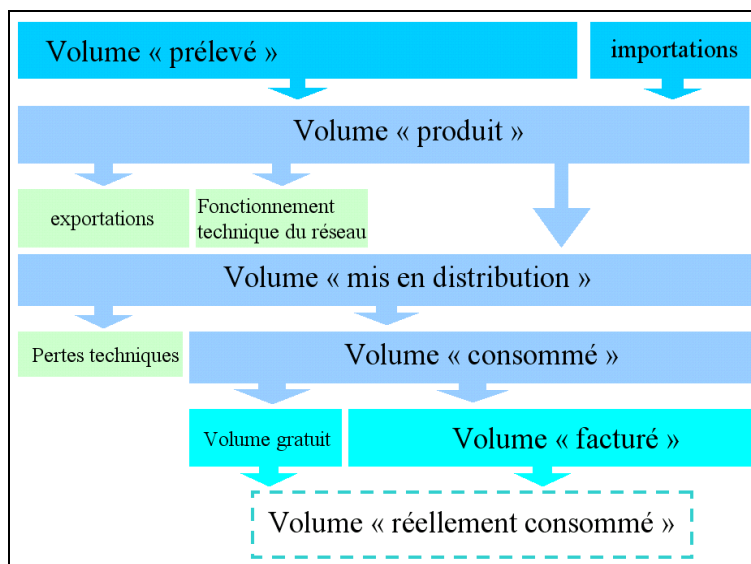 Volume « prélevé »
importations
Volume « produit »
exportations
Fonctionnement
technique du réseau
Volume « mis en distribution »
Pertes techniques
Volume « consommé »
Volume gratuit
Volume « facturé »
Volume « réellement consommé »